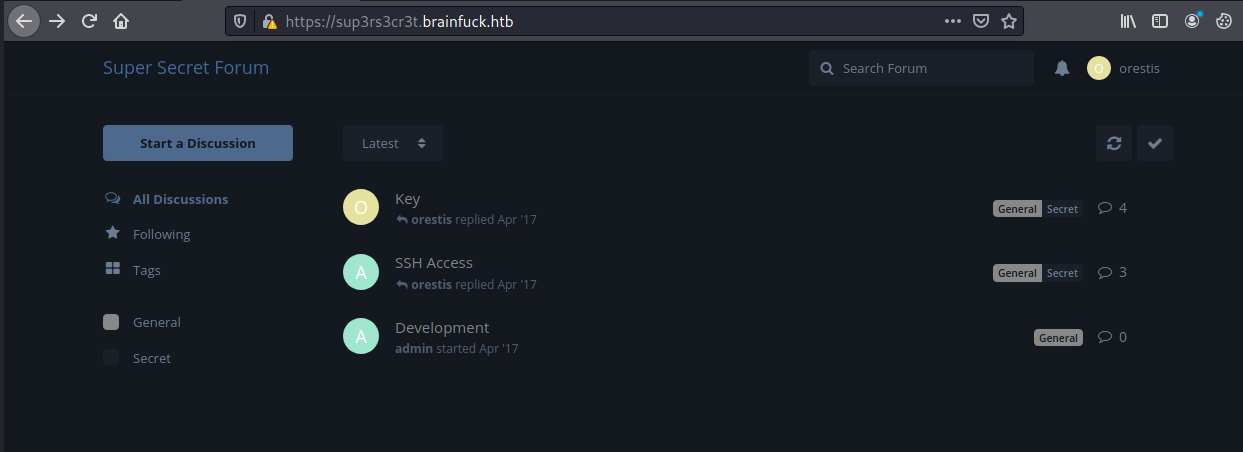 https://sup3rs3cr3t.brainfuck.htb
Super Secret Forum
Search Forum
O
orestis
Start a Discussion
Latest
All Discussions
Following
Tags
General
Secret
O
Key
orestis replied Apr '17
General Secret
4
A
SSH Access
orestis replied Apr '17
General Secret
3
A
Development
admin started Apr '17
General
0